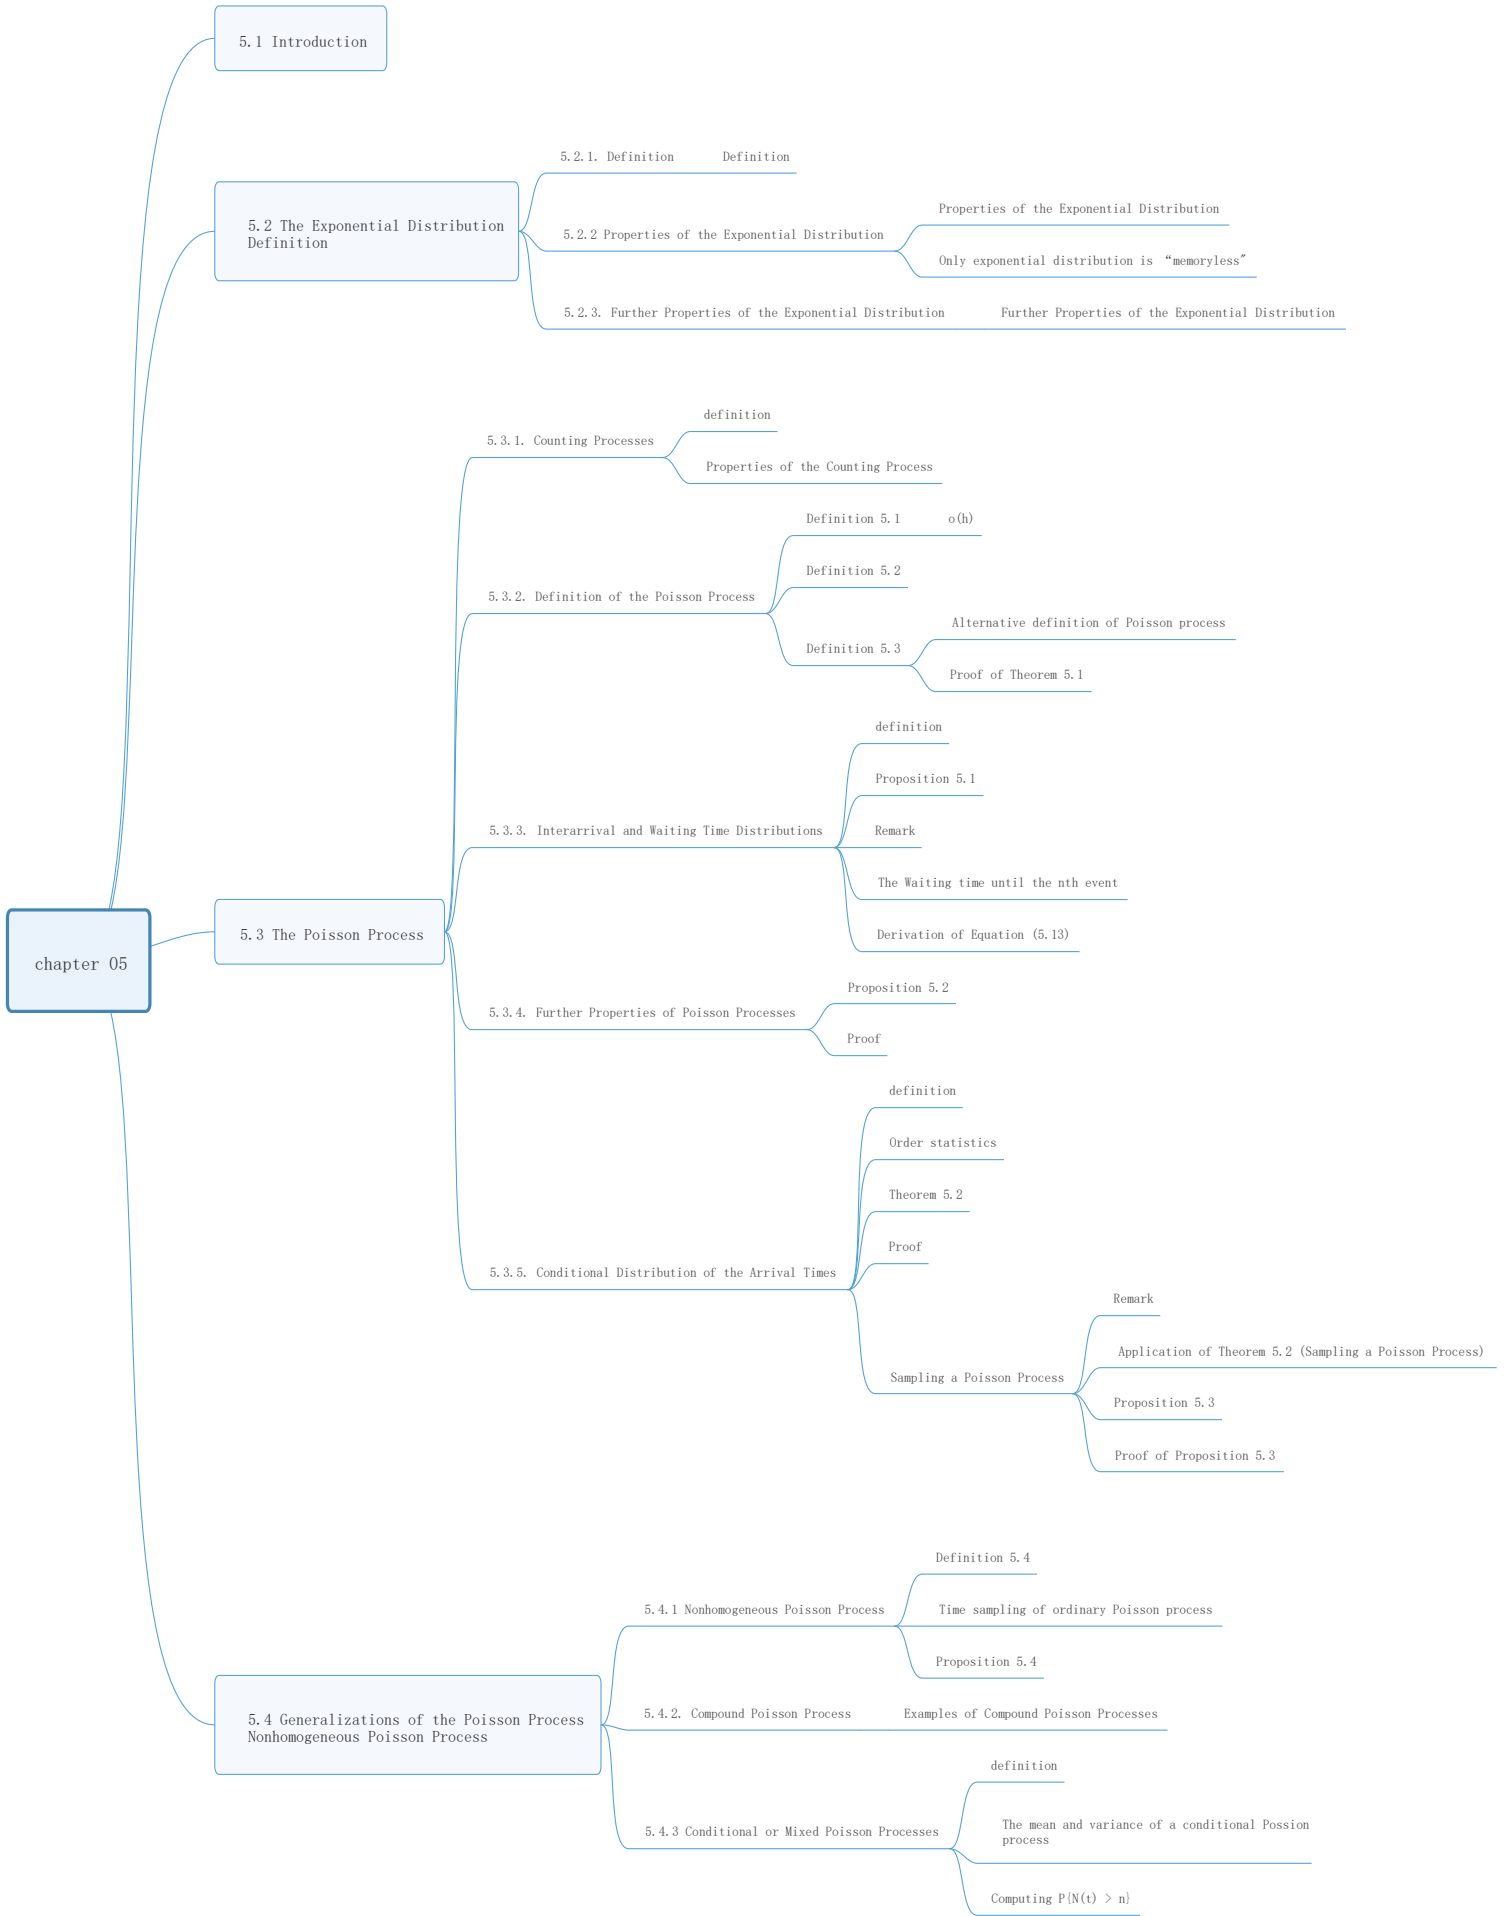 5.1 Introduction
5.2.1. Definition
Definition
5.2 The Exponential Distribution
Definition
5.2.2 Properties of the Exponential Distribution
Properties of the Exponential Distribution
Only exponential distribution is “memoryless”
5.2.3. Further Properties of the Exponential Distribution
Further Properties of the Exponential Distribution
chapter 05
5.3 The Poisson Process
5.3.1. Counting Processes
definition
Properties of the Counting Process
5.3.2. Definition of the Poisson Process
Definition 5.1
o(h)
Definition 5.2
Definition 5.3
Alternative definition of Poisson process
Proof of Theorem 5.1
5.3.3. Interarrival and Waiting Time Distributions
definition
Proposition 5.1
Remark
The Waiting time until the nth event
Derivation of Equation (5.13)
5.3.4. Further Properties of Poisson Processes
Proposition 5.2
Proof
5.3.5. Conditional Distribution of the Arrival Times
definition
Order statistics
Theorem 5.2
Proof
Sampling a Poisson Process
Remark
Application of Theorem 5.2 (Sampling a Poisson Process)
Proposition 5.3
Proof of Proposition 5.3
5.4 Generalizations of the Poisson Process
Nonhomogeneous Poisson Process
5.4.1 Nonhomogeneous Poisson Process
Definition 5.4
Time sampling of ordinary Poisson process
Proposition 5.4
5.4.2. Compound Poisson Process
Examples of Compound Poisson Processes
5.4.3 Conditional or Mixed Poisson Processes
definition
The mean and variance of a conditional Possion
process
Computing P{N(t) > n}